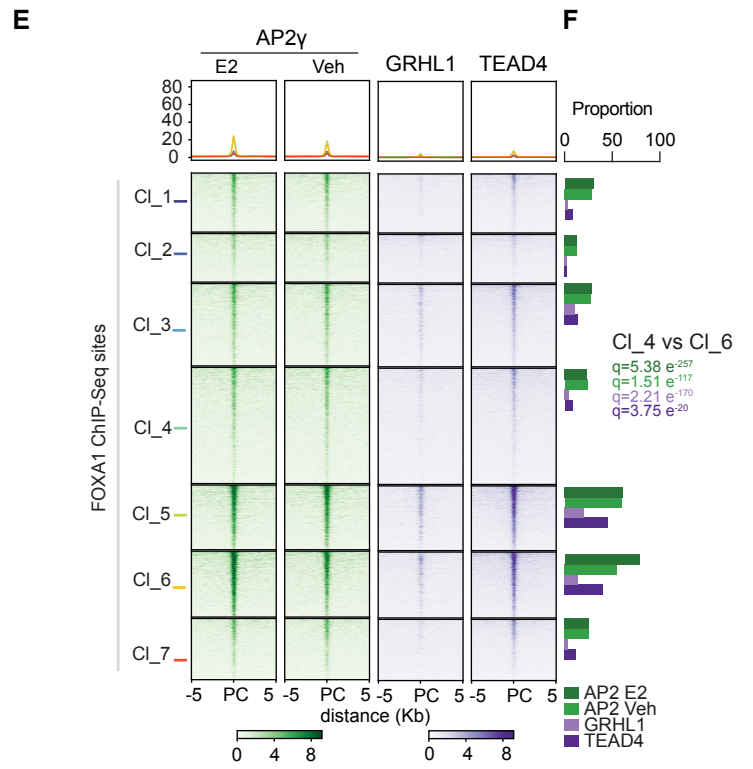 E
F
AP2γ
E2
Veh
GRHL1
TEAD4
80
60
40
20
0
Proportion
0 50 100
FOXA1 ChIP-Seq sites
Cl_1
Cl_2
Cl_3
Cl_4
Cl_5
Cl_6
Cl_7
Cl_4 vs Cl_6
q=5.38 e-257
q=1.51 e-117
q=2.21 e-170
q=3.75 e-20
-5 PC 5 -5 PC 5 -5 PC 5 -5 PC 5
distance (Kb)
0 4 8
0 4 8
AP2 E2
AP2 Veh
GRHL1
TEAD4